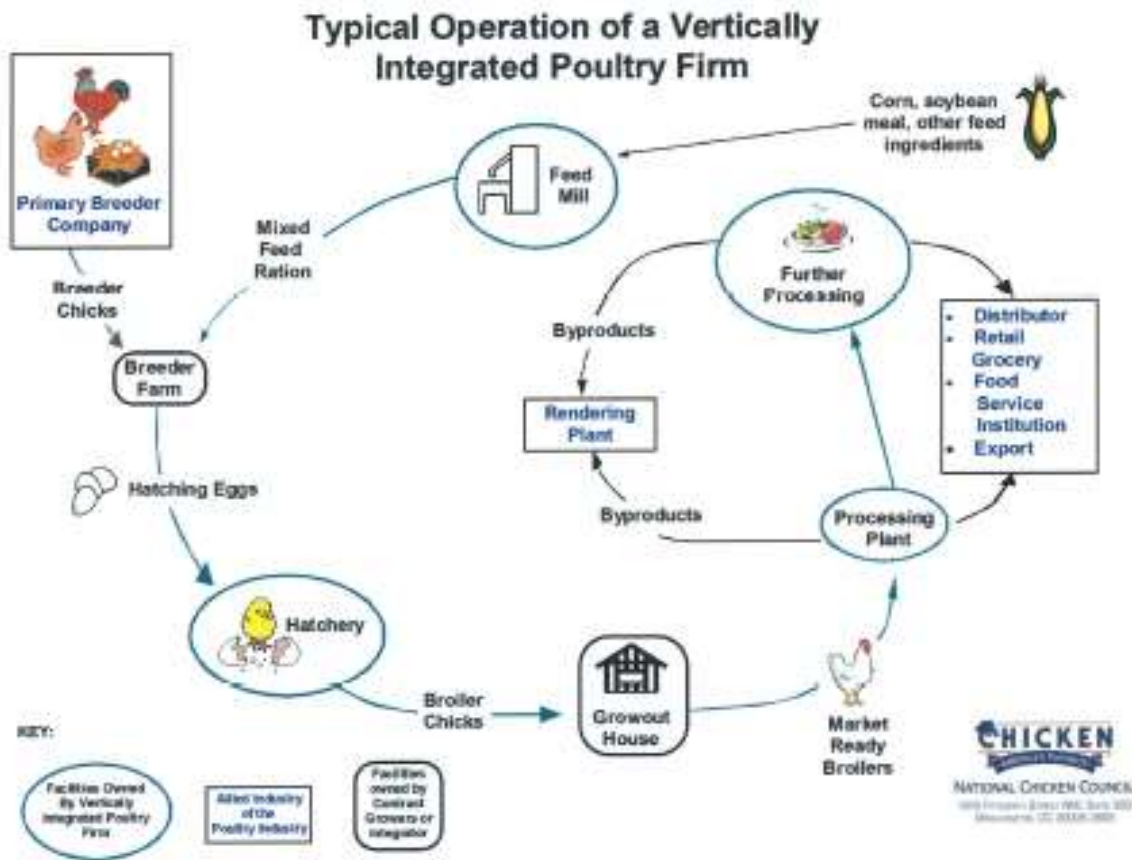 Typical Operation of a Vertically
Integrated Poultry Firm
Primary Breeder
Company
Breeder
Chicks
Mixed
Feed
Ration
Feed
Mill
Corn, soybean
meal, other feed
ingredients
Further
Processing
Byproducts
Rendering
Plant
Byproducts
• Distributor
• Retail
Grocery
• Food
Service
Institution
• Export
Processing
Plant
Breeder
Farm
Hatching Eggs
Hatchery
Broiler
Chicks
Growout
House
Market
Ready
Broilers
KEY:
Facilities Owned
By Vertically
Integrated Poultry
Firm
Allied Industry
of the
Poultry Industry
Facilities
owned by
Contract
Growers or
Integrator
CHICKEN
NATIONAL CHICKEN COUNCIL